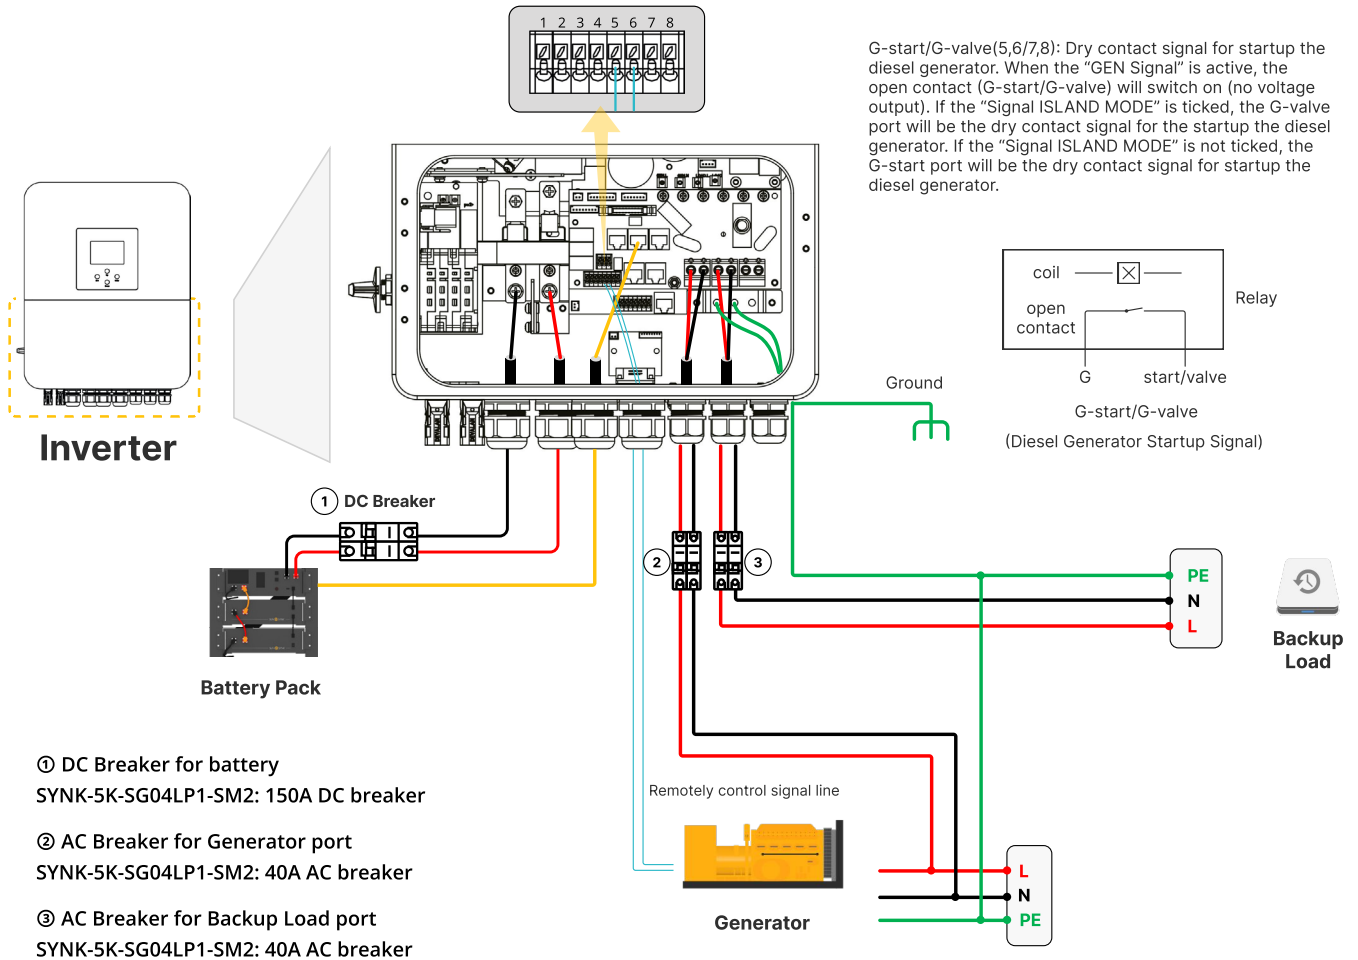 1 2 3 4 5 6 7 8
G-start/G-valve(5,6/7,8): Dry contact signal for startup the
diesel generator. When the “GEN Signal” is active, the
open contact (G-start/G-valve) will switch on (no voltage
output). If the “Signal ISLAND MODE” is ticked, the G-valve
port will be the dry contact signal for the startup the diesel
generator. If the “Signal ISLAND MODE” is not ticked, the
G-start port will be the dry contact signal for startup the
diesel generator.
coil
open
contact
Relay
G
start/valve
G-start/G-valve
(Diesel Generator Startup Signal)
Ground
Inverter
1 DC Breaker
2
3
PE
N
L
Backup
Load
Battery Pack
Remotely control signal line
Generator
L
N
PE
① DC Breaker for battery
SYNK-5K-SG04LP1-SM2: 150A DC breaker
② AC Breaker for Generator port
SYNK-5K-SG04LP1-SM2: 40A AC breaker
③ AC Breaker for Backup Load port
SYNK-5K-SG04LP1-SM2: 40A AC breaker